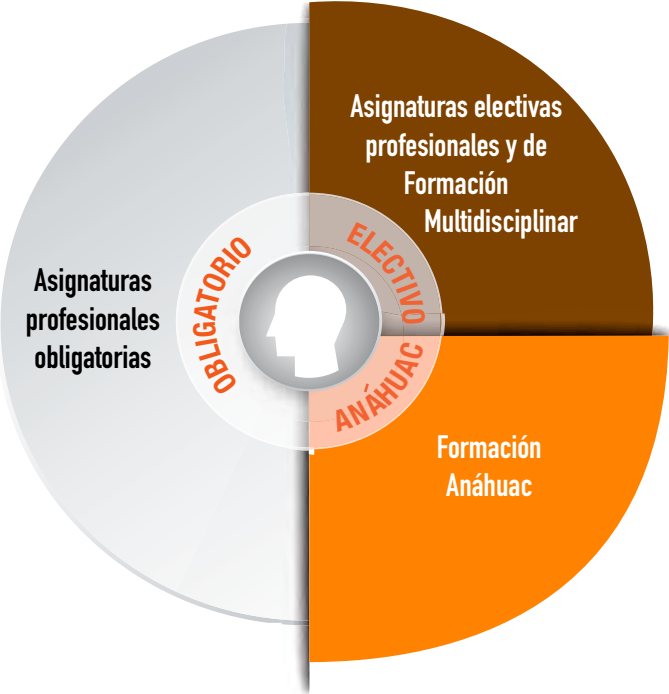 Asignaturas electivas
profesionales y de
Formación
Multidisciplinar
ELECTIVO
OBLIGATORIO
Asignaturas
profesionales
obligatorias
ANÁHUAC
Formación
Anáhuac